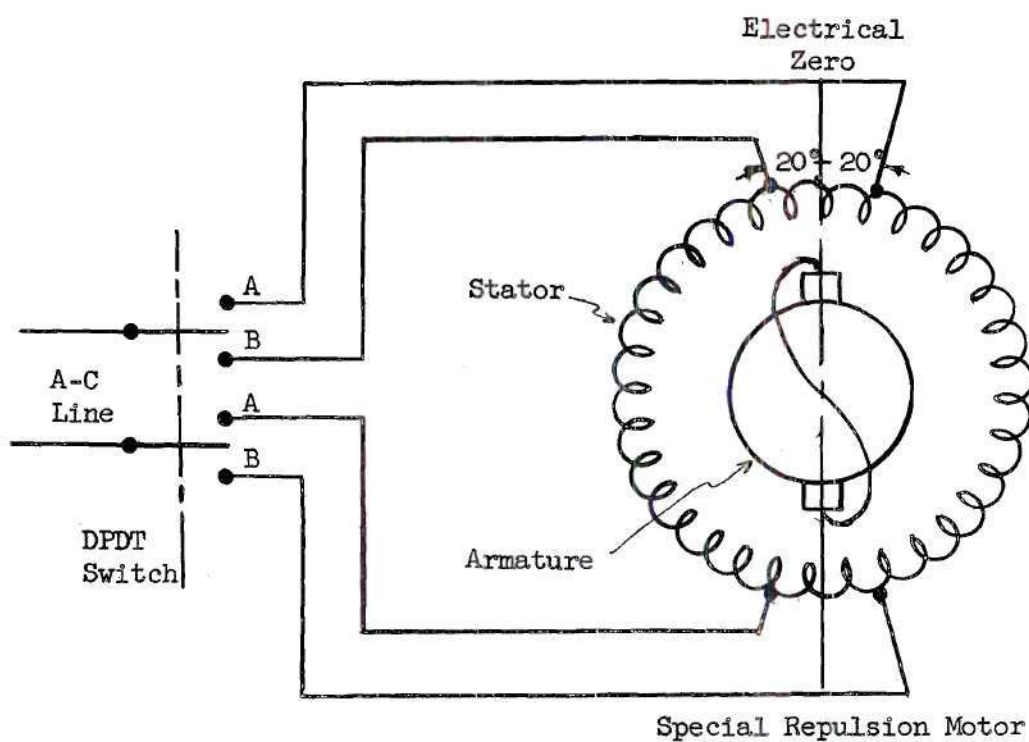 Electrical
Zero
20° 20°
A
Stator
B
A-C
Line
A
B
DPDT
Switch
Armature
Special Repulsion Motor